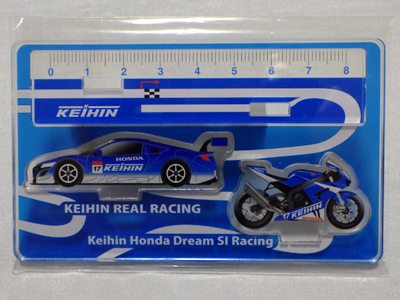 0 1 2 3 4 5 6 7 8
KEIHIN
HONDA
17 KEIHIN
KEIHIN REAL RACING
17 KEIHIN
Keihin Honda Dream SI Racing